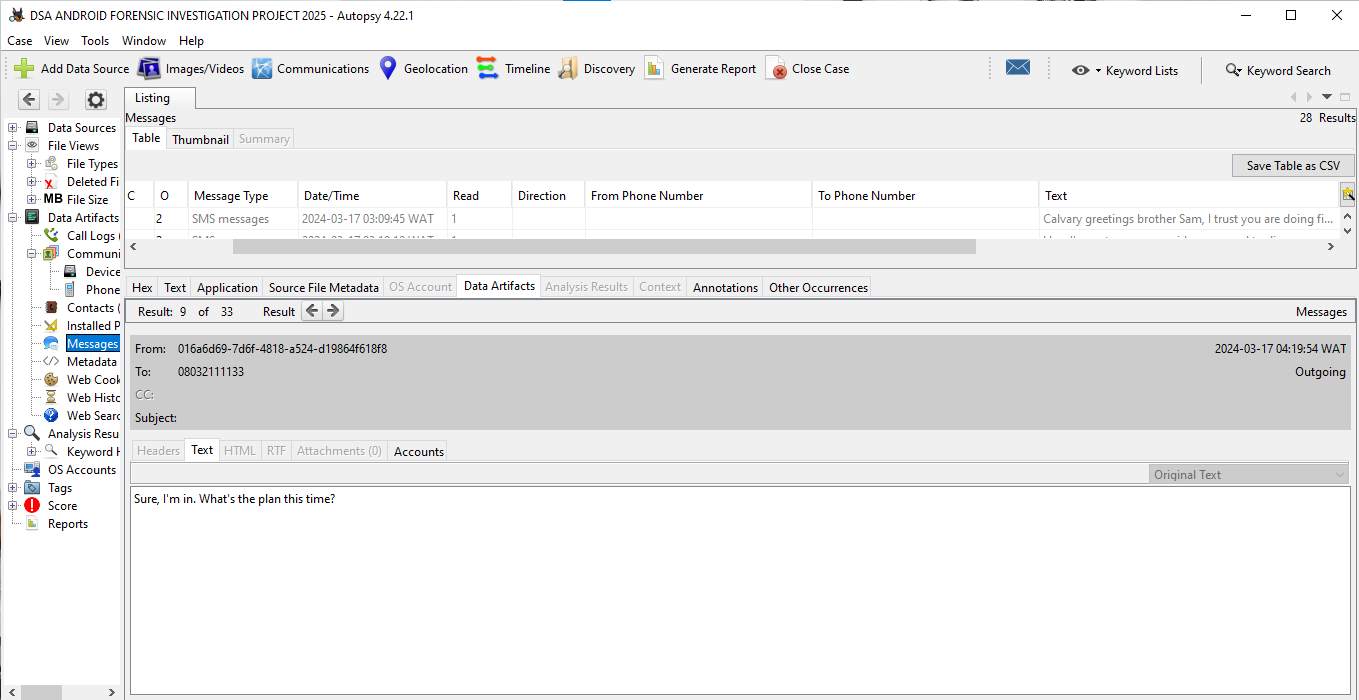 DSA ANDROID FORENSIC INVESTIGATION PROJECT 2025 - Autopsy 4.22.1
Case View Tools Window Help
Add Data Source Images/Videos Communications Geolocation Timeline Discovery Generate Report Close Case Keyword Lists Keyword Search
Listing
Messages 28 Results
Table Thumbnail Summary
Save Table as CSV
C O Message Type Date/Time Read Direction From Phone Number To Phone Number Text
2 SMS messages 2024-03-17 03:09:45 WAT 1 Calvary greetings brother Sam, I trust you are doing fi...
Data Sources
File Views
File Types
Deleted Fi
MB File Size
Data Artifacts
Call Logs (
Communi
Device
Phone
Contacts (
Installed P
Messages
Metadata
Web Cook
Web Histo
Web Searc
Analysis Resu
Keyword H
OS Accounts
Tags
Score
Reports
Hex Text Application Source File Metadata OS Account Data Artifacts Analysis Results Context Annotations Other Occurrences
Result: 9 of 33 Result Messages
From: 016a6d69-7d6f-4818-a524-d19864f618f8 2024-03-17 04:19:54 WAT
To: 08032111133 Outgoing
CC:
Subject:
Headers Text HTML RTF Attachments (0) Accounts
Original Text
Sure, I'm in. What's the plan this time?